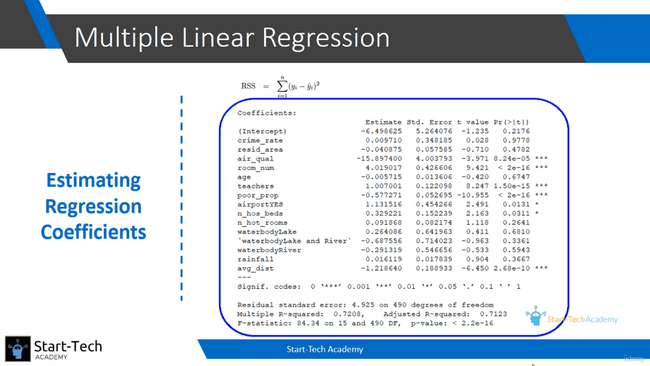 Multiple Linear Regression
RSS = ∑(yᵢ − ŷᵢ)²
n
i=1
Estimating
Regression
Coefficients
Coefficients:
Estimate Std. Error t value Pr(>|t|)
(Intercept) -6.498625 5.264076 -1.235 0.2176
crime_rate 0.009710 0.348185 0.028 0.9778
resid_area -0.040875 0.057585 -0.710 0.4782
air_qual -15.897400 4.003793 -3.971 8.24e-05 ***
room_num 4.019017 0.426606 9.421 < 2e-16 ***
age -0.005715 0.013606 -0.420 0.6747
teachers 1.007001 0.122098 8.247 1.50e-15 ***
poor_prop -0.577271 0.052695 -10.955 < 2e-16 ***
airportYES 1.131516 0.454266 2.491 0.0131 *
n_hos_beds 0.329221 0.152239 2.163 0.0311 *
n_hot_rooms 0.091868 0.082174 1.118 0.2641
waterbodyLake 0.264086 0.641963 0.411 0.6810
`waterbodyLake and River` -0.687556 0.714023 -0.963 0.3361
waterbodyRiver -0.291319 0.546656 -0.533 0.5943
rainfall 0.016119 0.017839 0.904 0.3667
avg_dist -1.218640 0.188933 -6.450 2.68e-10 ***
---
Signif. codes: 0 '***' 0.001 '**' 0.01 '*' 0.05 '.' 0.1 ' ' 1
Residual standard error: 4.925 on 490 degrees of freedom
Multiple R-squared: 0.7208, Adjusted R-squared: 0.7123
F-statistic: 84.34 on 15 and 490 DF, p-value: < 2.2e-16
Start-Tech Academy
Start-Tech
ACADEMY
Start-Tech Academy